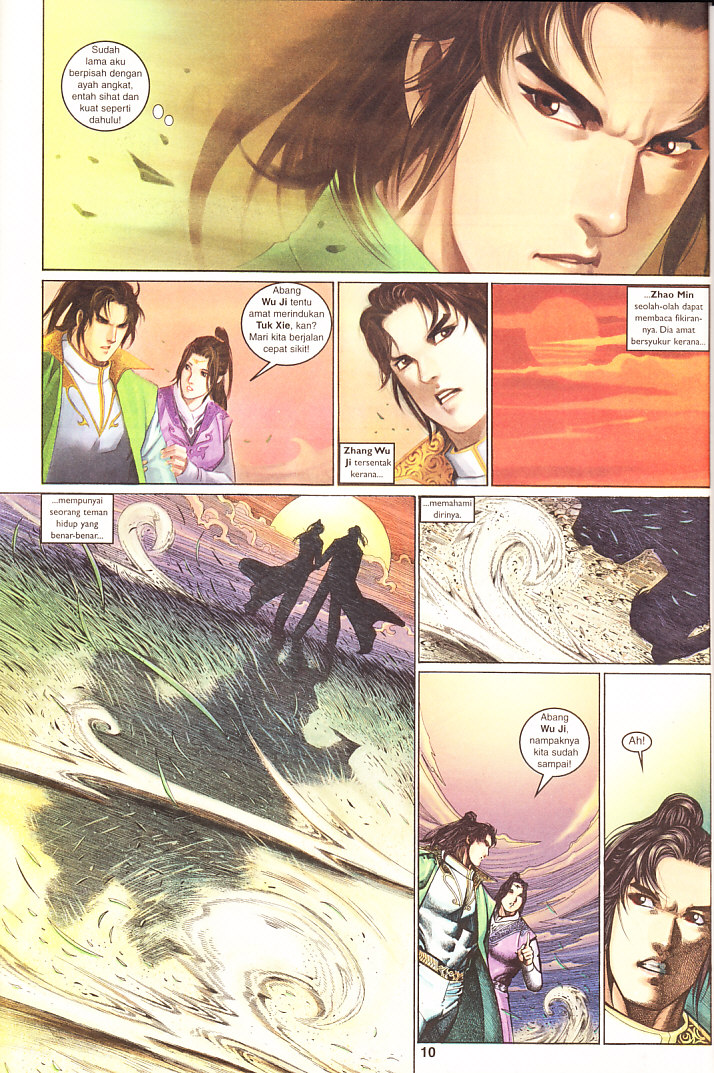 Sudah
lama aku
berpisah dengan
ayah angkat,
entah sihat dan
kuat seperti
dahulu!
Abang
Wu Ji tentu
amat merindukan
Tuk Xie, kan?
Mari kita berjalan
cepat sikit!
Zhang Wu
Ji tersentak
kerana...
...Zhao Min
seolah-olah dapat
membaca fikiran-
nya. Dia amat
bersyukur kerana...
...mempunyai
seorang teman
hidup yang
benar-benar...
...memahami
dirinya.
Abang
Wu Ji,
nampaknya
kita sudah
sampai!
Ah!
10